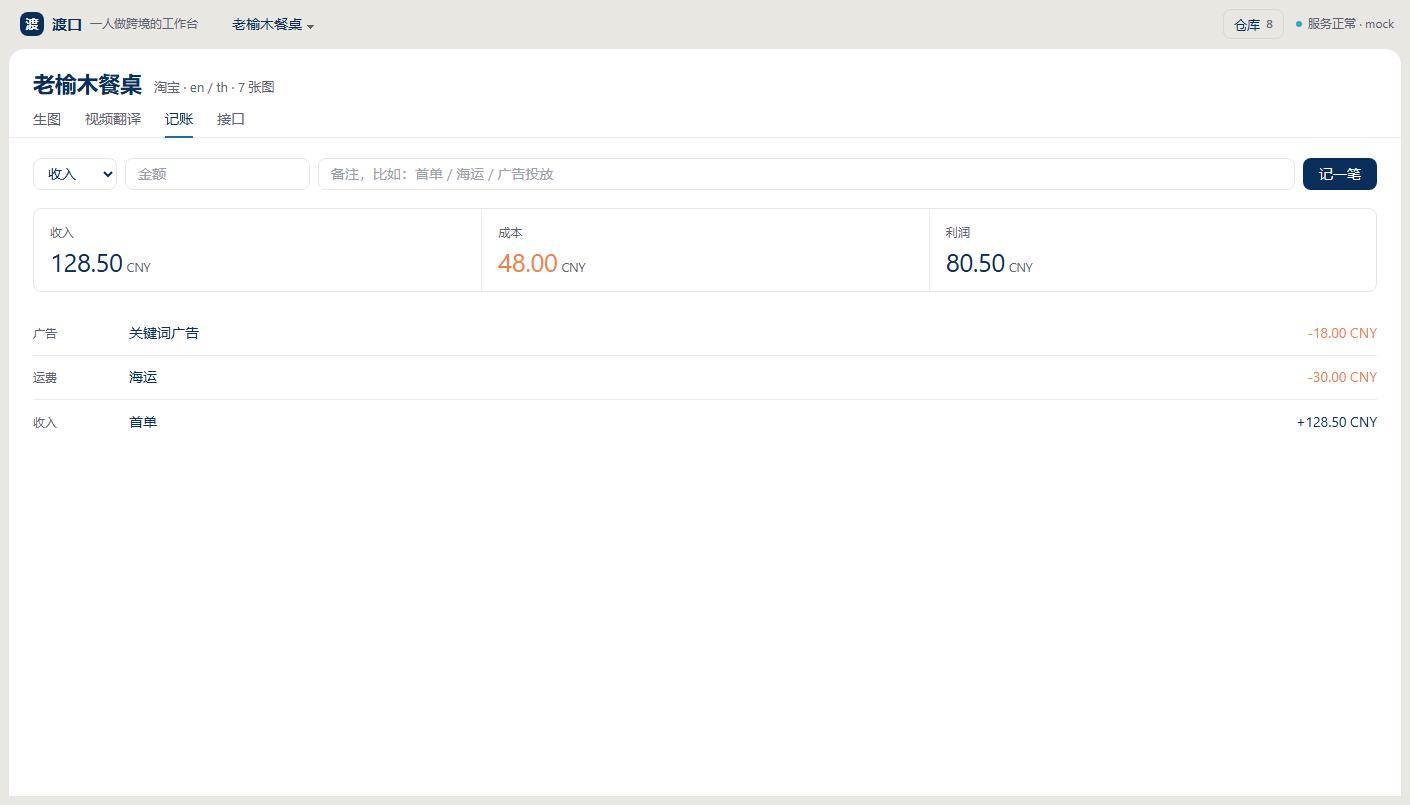 渡 渡口 一人做跨境的工作台 老榆木餐桌 仓库 8 服务正常 · mock
老榆木餐桌 淘宝 · en / th · 7 张图
生图 视频翻译 记账 接口
收入 金额 备注，比如：首单 / 海运 / 广告投放 记一笔
收入 成本 利润
128.50 CNY 48.00 CNY 80.50 CNY
广告 关键词广告 -18.00 CNY
运费 海运 -30.00 CNY
收入 首单 +128.50 CNY